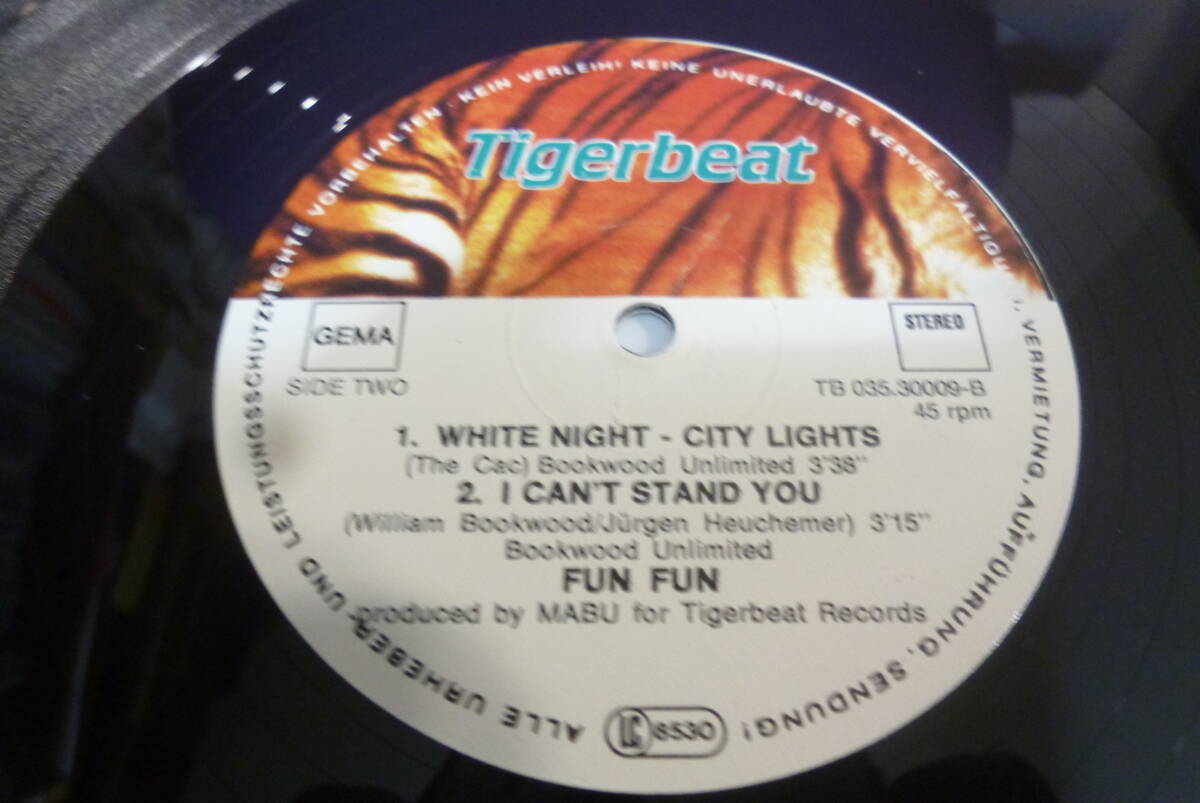 Tigerbeat
GEMA
STEREO
SIDE TWO
TB 035.30009-B
45 rpm
1. WHITE NIGHT - CITY LIGHTS
(The Cac) Bookwood Unlimited 3'38"
2. I CAN'T STAND YOU
(William Bookwood/Jürgen Heuchemer) 3'15"
Bookwood Unlimited
FUN FUN
produced by MABU for Tigerbeat Records
LC 8530
ALLE URHEBER- UND LEISTUNGSSCHUTZRECHTE VORBEHALTEN · KEIN VERLEIH! KEINE UNERLAUBTE VERVIELFÄLTIGU , VERMIETUNG, AUFFÜHRUNG, SENDUNG!